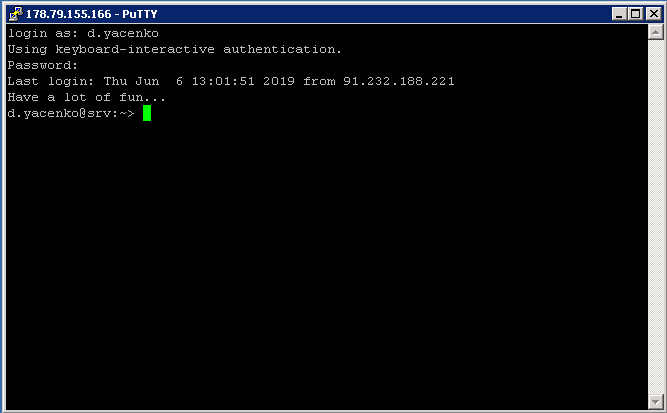 178.79.155.166 - PuTTY
login as: d.yacenko
Using keyboard-interactive authentication.
Password:
Last login: Thu Jun  6 13:01:51 2019 from 91.232.188.221
Have a lot of fun...
d.yacenko@srv:~>